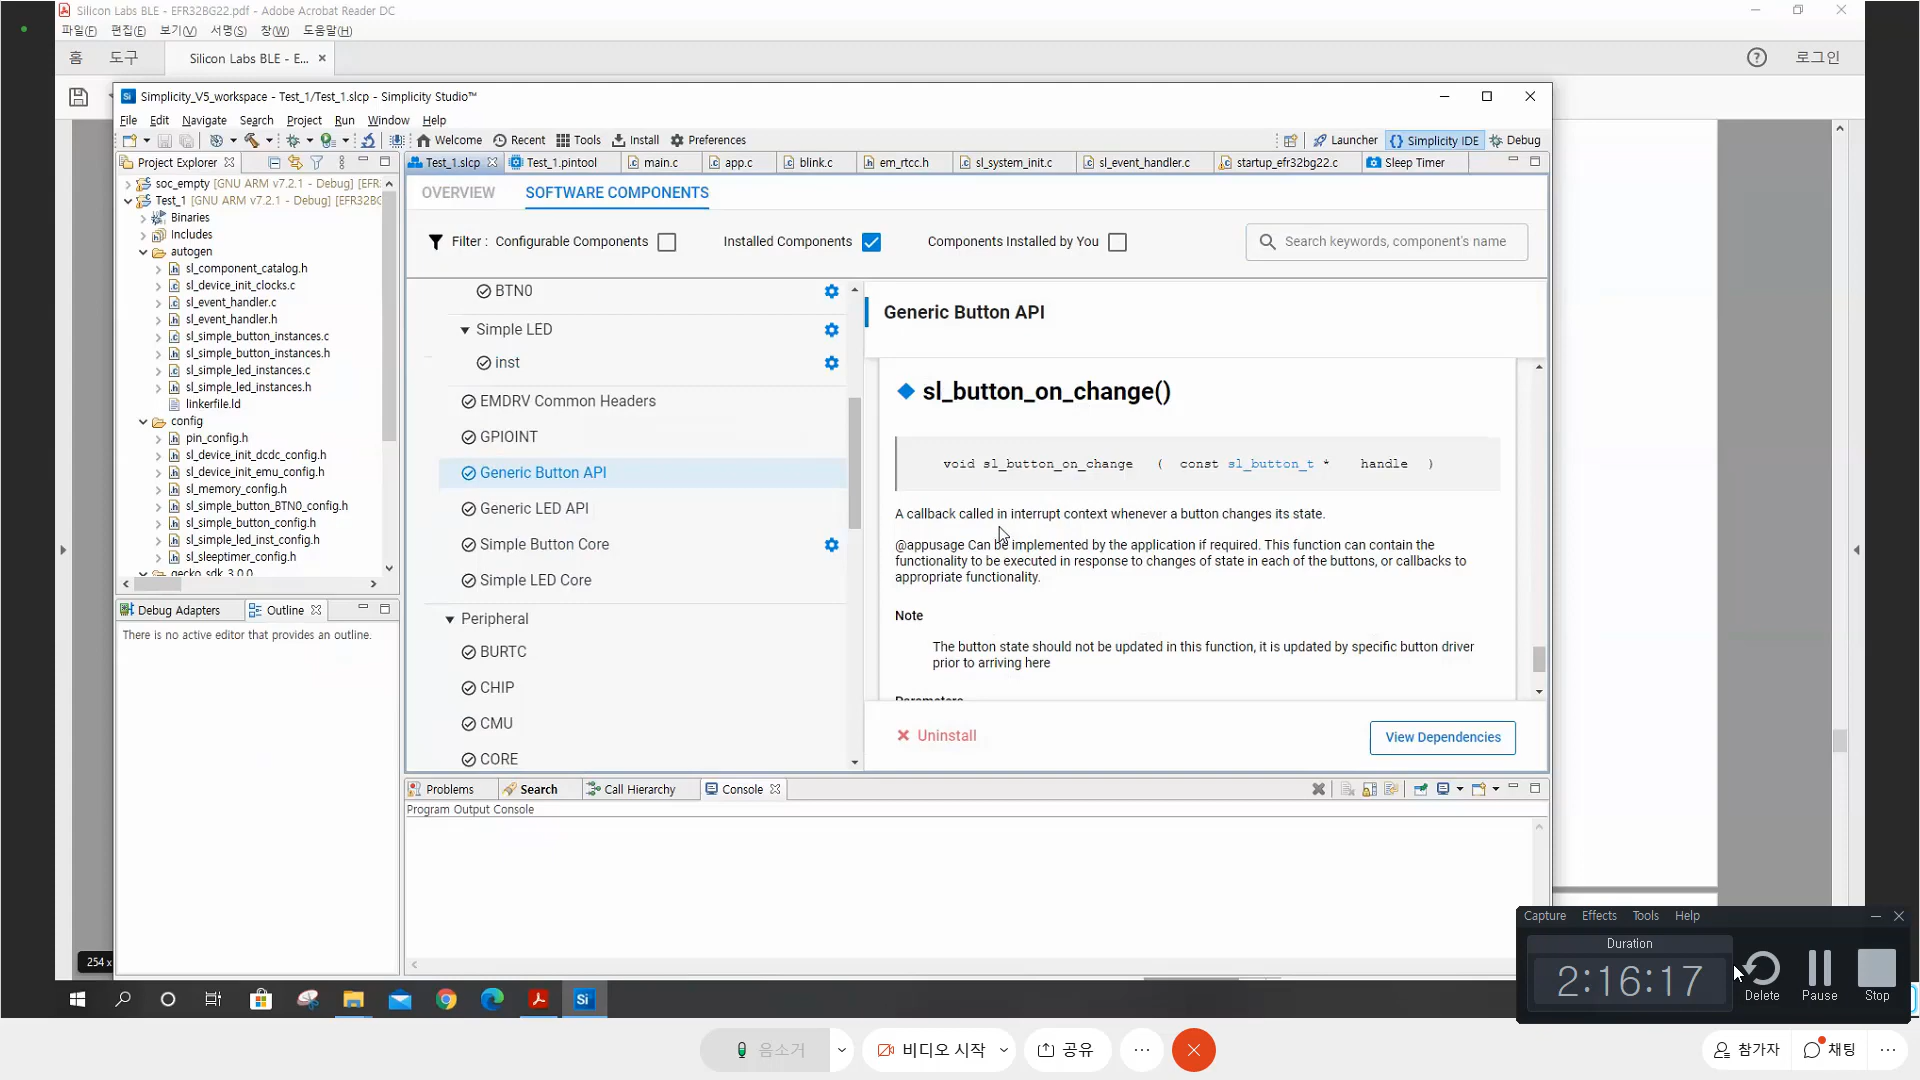 Silicon Labs BLE - EFR32BG22.pdf - Adobe Acrobat Reader DC
파일(F) 편집(E) 보기(V) 서명(S) 창(W) 도움말(H)
홈 도구 Silicon Labs BLE - E... × 로그인
Simplicity_V5_workspace - Test_1/Test_1.slcp - Simplicity Studio™
File Edit Navigate Search Project Run Window Help
Welcome Recent Tools Install Preferences Launcher Simplicity IDE Debug
Project Explorer Test_1.slcp Test_1.pintool main.c app.c blink.c em_rtcc.h sl_system_init.c sl_event_handler.c startup_efr32bg22.c Sleep Timer
soc_empty [GNU ARM v7.2.1 - Debug] [EFR
Test_1 [GNU ARM v7.2.1 - Debug] [EFR32BG
Binaries
Includes
autogen
sl_component_catalog.h
sl_device_init_clocks.c
sl_event_handler.c
sl_event_handler.h
sl_simple_button_instances.c
sl_simple_button_instances.h
sl_simple_led_instances.c
sl_simple_led_instances.h
linkerfile.ld
config
pin_config.h
sl_device_init_dcdc_config.h
sl_device_init_emu_config.h
sl_memory_config.h
sl_simple_button_BTN0_config.h
sl_simple_button_config.h
sl_simple_led_inst_config.h
sl_sleeptimer_config.h
gecko_sdk_3.0.0
Debug Adapters Outline
There is no active editor that provides an outline.
OVERVIEW SOFTWARE COMPONENTS
Filter : Configurable Components Installed Components Components Installed by You Search keywords, component's name
BTN0
Simple LED
inst
EMDRV Common Headers
GPIOINT
Generic Button API
Generic LED API
Simple Button Core
Simple LED Core
Peripheral
BURTC
CHIP
CMU
CORE
Generic Button API
sl_button_on_change()
void sl_button_on_change ( const sl_button_t * handle )
A callback called in interrupt context whenever a button changes its state.
@appusage Can be implemented by the application if required. This function can contain the
functionality to be executed in response to changes of state in each of the buttons, or callbacks to
appropriate functionality.
Note
The button state should not be updated in this function, it is updated by specific button driver
prior to arriving here
Parameters
Uninstall View Dependencies
Problems Search Call Hierarchy Console
Program Output Console
254 x
Capture Effects Tools Help
Duration
2:16:17
Delete Pause Stop
음소거 비디오 시작 공유 참가자 채팅